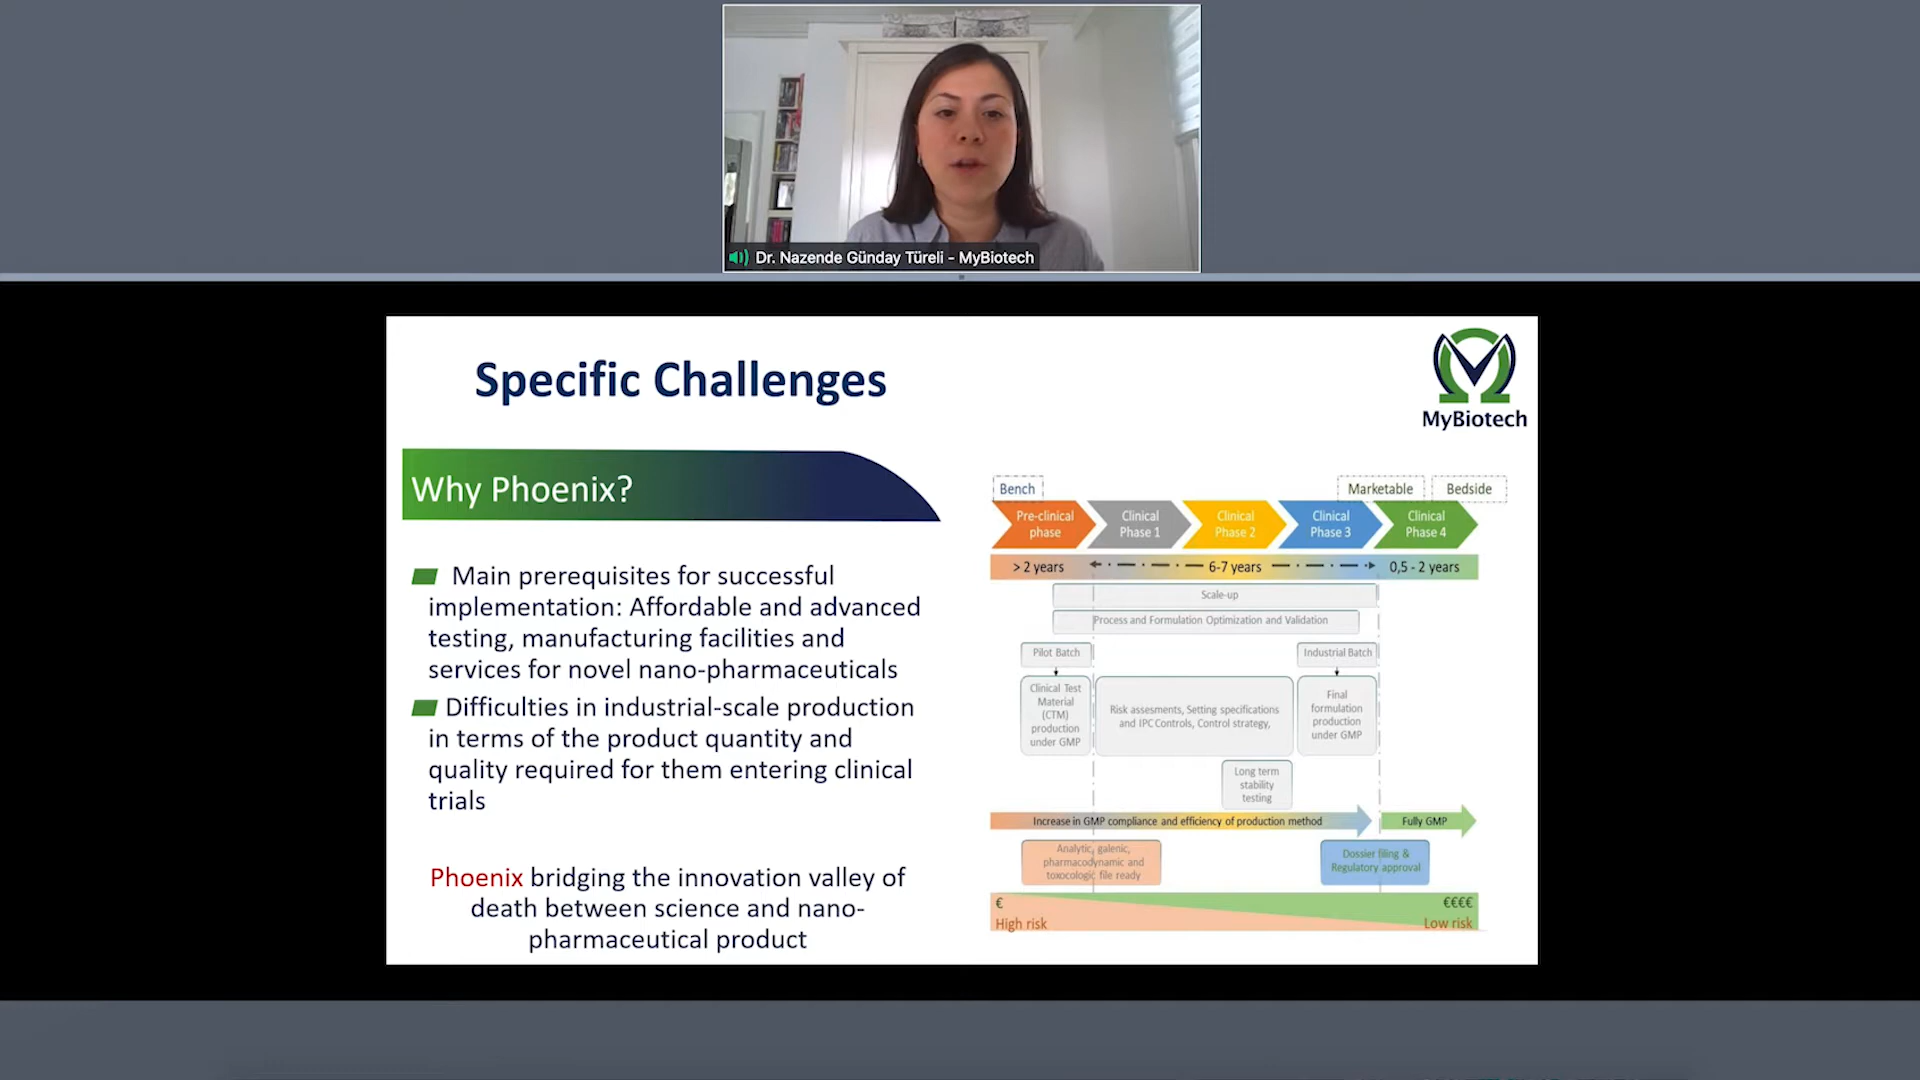 Dr. Nazende Günday Türeli - MyBiotech
Specific Challenges
MyBiotech
Why Phoenix?
Main prerequisites for successful
implementation: Affordable and advanced
testing, manufacturing facilities and
services for novel nano-pharmaceuticals
Difficulties in industrial-scale production
in terms of the product quantity and
quality required for them entering clinical
trials
Phoenix bridging the innovation valley of
death between science and nano-
pharmaceutical product
Bench
Marketable
Bedside
Pre-clinical
phase
Clinical
Phase 1
Clinical
Phase 2
Clinical
Phase 3
Clinical
Phase 4
> 2 years
6-7 years
0,5 - 2 years
Scale-up
Process and Formulation Optimization and Validation
Pilot Batch
Industrial Batch
Clinical Test
Material
(CTM)
production
under GMP
Risk assesments, Setting specifications
and IPC Controls, Control strategy,
Final
formulation
production
under GMP
Long term
stability
testing
Increase in GMP compliance and efficiency of production method
Fully GMP
Analytic, galenic,
pharmacodynamic and
toxocologic file ready
Dossier filing &
Regulatory approval
€
€€€€
High risk
Low risk